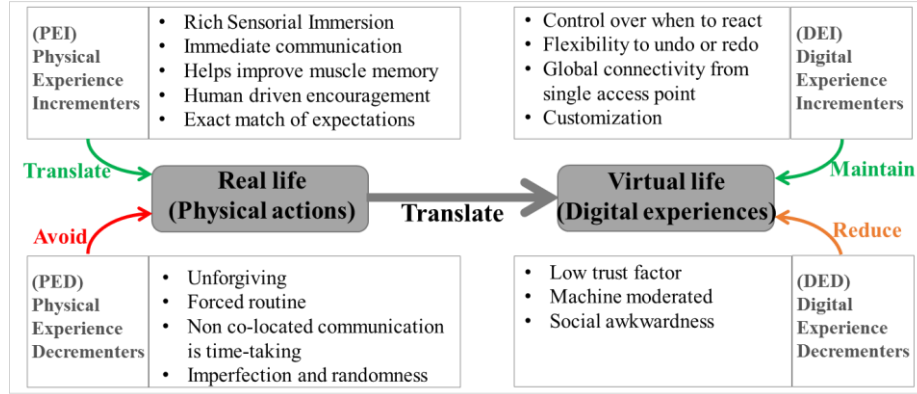 (PEI)
Physical
Experience
Incrementers
• Rich Sensorial Immersion
• Immediate communication
• Helps improve muscle memory
• Human driven encouragement
• Exact match of expectations
• Control over when to react
• Flexibility to undo or redo
• Global connectivity from
single access point
• Customization
(DEI)
Digital
Experience
Incrementers
Translate
Maintain
Real life
(Physical actions)
Translate
Virtual life
(Digital experiences)
Avoid
Reduce
(PED)
Physical
Experience
Decrementers
• Unforgiving
• Forced routine
• Non co-located communication
is time-taking
• Imperfection and randomness
• Low trust factor
• Machine moderated
• Social awkwardness
(DED)
Digital
Experience
Decrementers